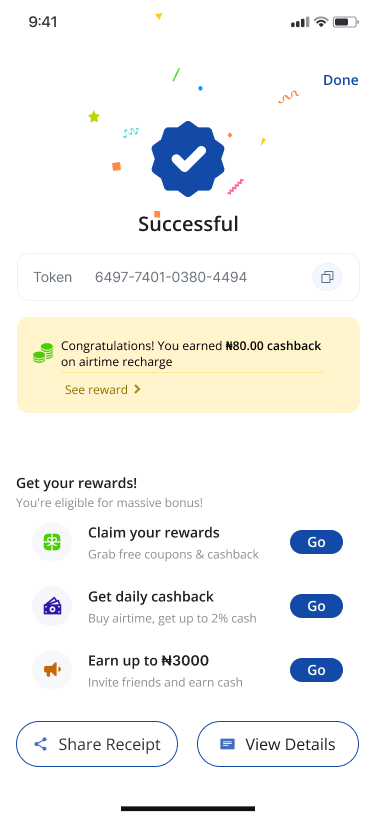 9:41
Done
Successful
Token 6497-7401-0380-4494
Congratulations! You earned ₦80.00 cashback
on airtime recharge
See reward
Get your rewards!
You're eligible for massive bonus!
Claim your rewards
Grab free coupons & cashback
Go
Get daily cashback
Buy airtime, get up to 2% cash
Go
Earn up to ₦3000
Invite friends and earn cash
Go
Share Receipt
View Details